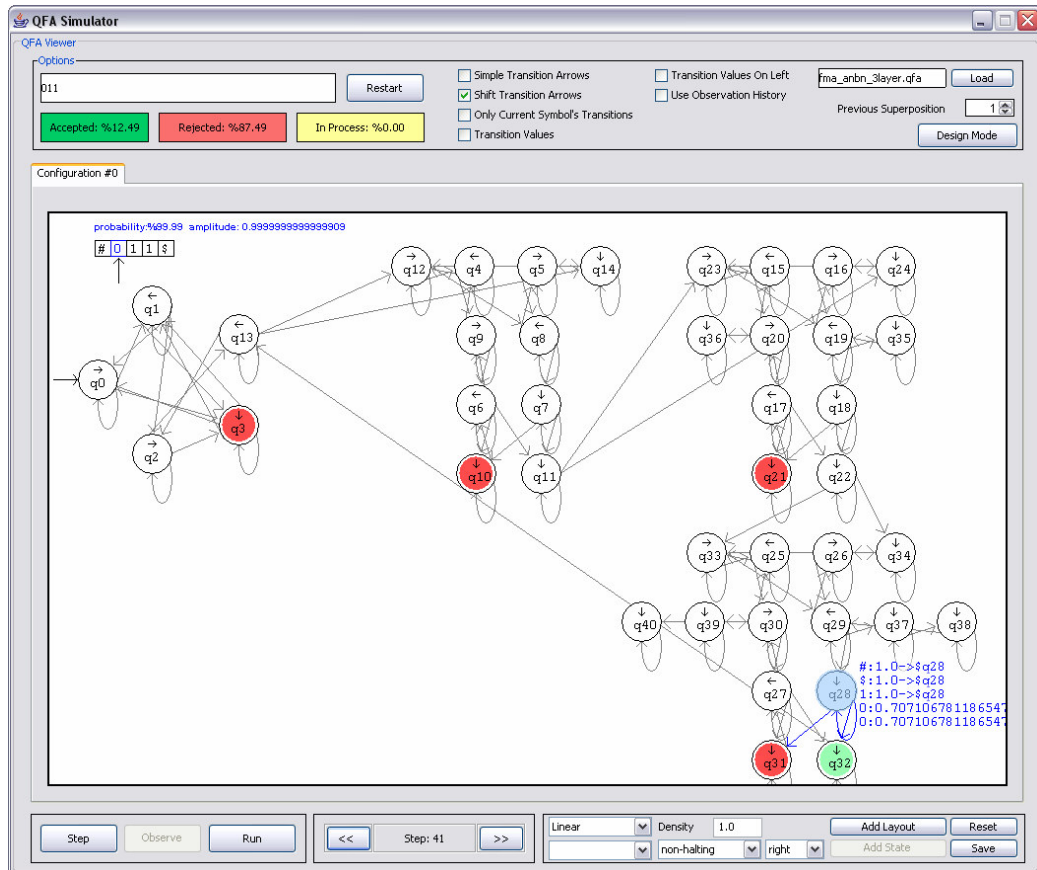 QFA Simulator
QFA Viewer
Options
011
Restart
Accepted: %12.49
Rejected: %87.49
In Process: %0.00
Simple Transition Arrows
Shift Transition Arrows
Only Current Symbol's Transitions
Transition Values
Transition Values On Left
Use Observation History
fma_anbn_3layer.qfa
Load
Previous Superposition
1
Design Mode
Configuration #0
probability:%99.99 amplitude: 0.9999999999999909
# 0 1 1 $
q12 q4 q5 q14 q23 q15 q16 q24
q1
q13 q9 q8 q36 q20 q19 q35
q0
q6 q7 q17 q18
q3
q2 q10 q11 q21 q22
q33 q25 q26 q34
q40 q39 q30 q29 q37 q38
#:1.0->$q28
q27 q28 $:1.0->$q28
1:1.0->$q28
0:0.707106781186547
0:0.707106781186547
q31 q32
Step
Observe
Run
<<
Step: 41
>>
Linear
Density
1.0
Add Layout
Reset
non-halting
right
Add State
Save